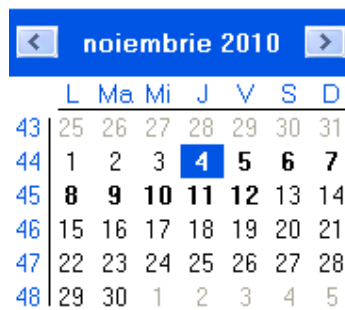 < noiembrie 2010 >
L Ma Mi J V S D
43 25 26 27 28 29 30 31
44 1 2 3 4 5 6 7
45 8 9 10 11 12 13 14
46 15 16 17 18 19 20 21
47 22 23 24 25 26 27 28
48 29 30 1 2 3 4 5